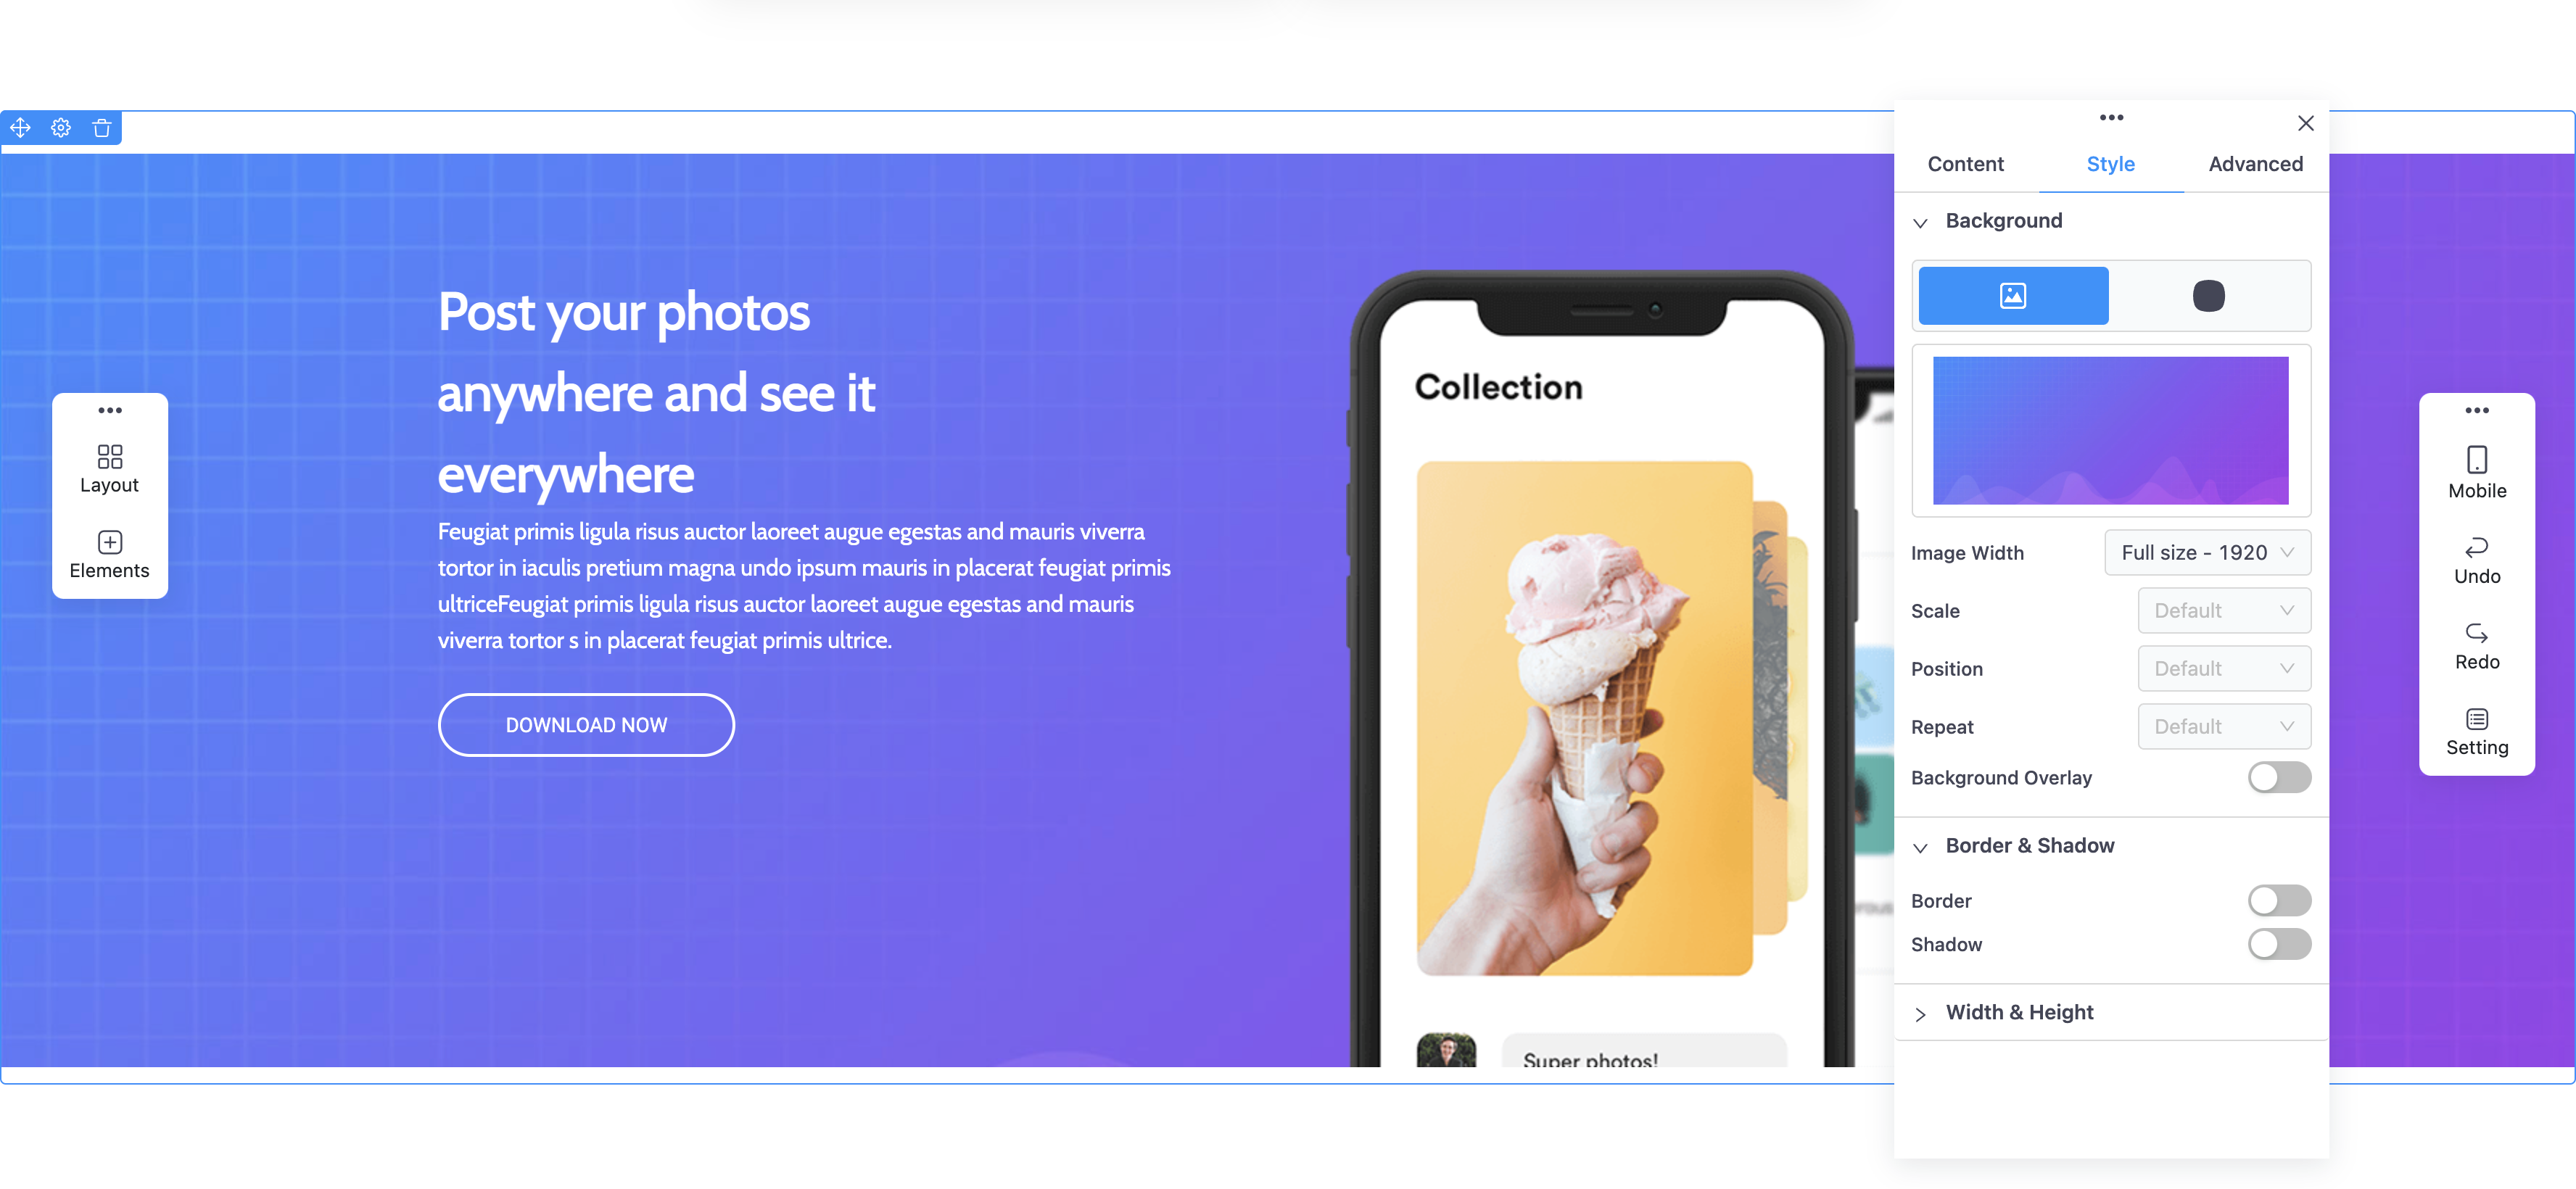 Post your photos
anywhere and see it
everywhere
Feugiat primis ligula risus auctor laoreet augue egestas and mauris viverra
tortor in iaculis pretium magna undo ipsum mauris in placerat feugiat primis
ultriceFeugiat primis ligula risus auctor laoreet augue egestas and mauris
viverra tortor s in placerat feugiat primis ultrice.
DOWNLOAD NOW
Layout
Elements
Collection
Super photos!
Content Style Advanced
Background
Image Width Full size - 1920
Scale Default
Position Default
Repeat Default
Background Overlay
Border & Shadow
Border
Shadow
Width & Height
Mobile
Undo
Redo
Setting